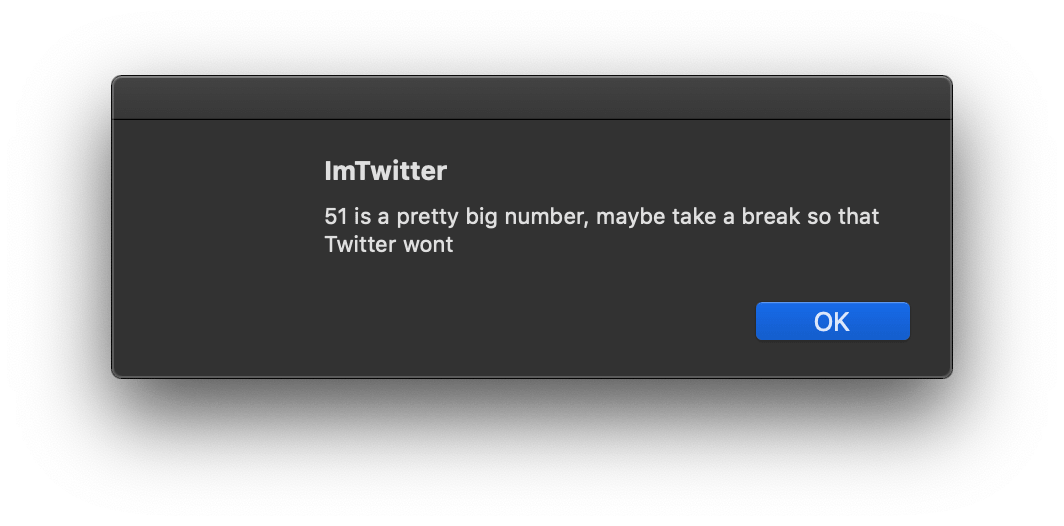 ImTwitter
51 is a pretty big number, maybe take a break so that
Twitter wont
OK